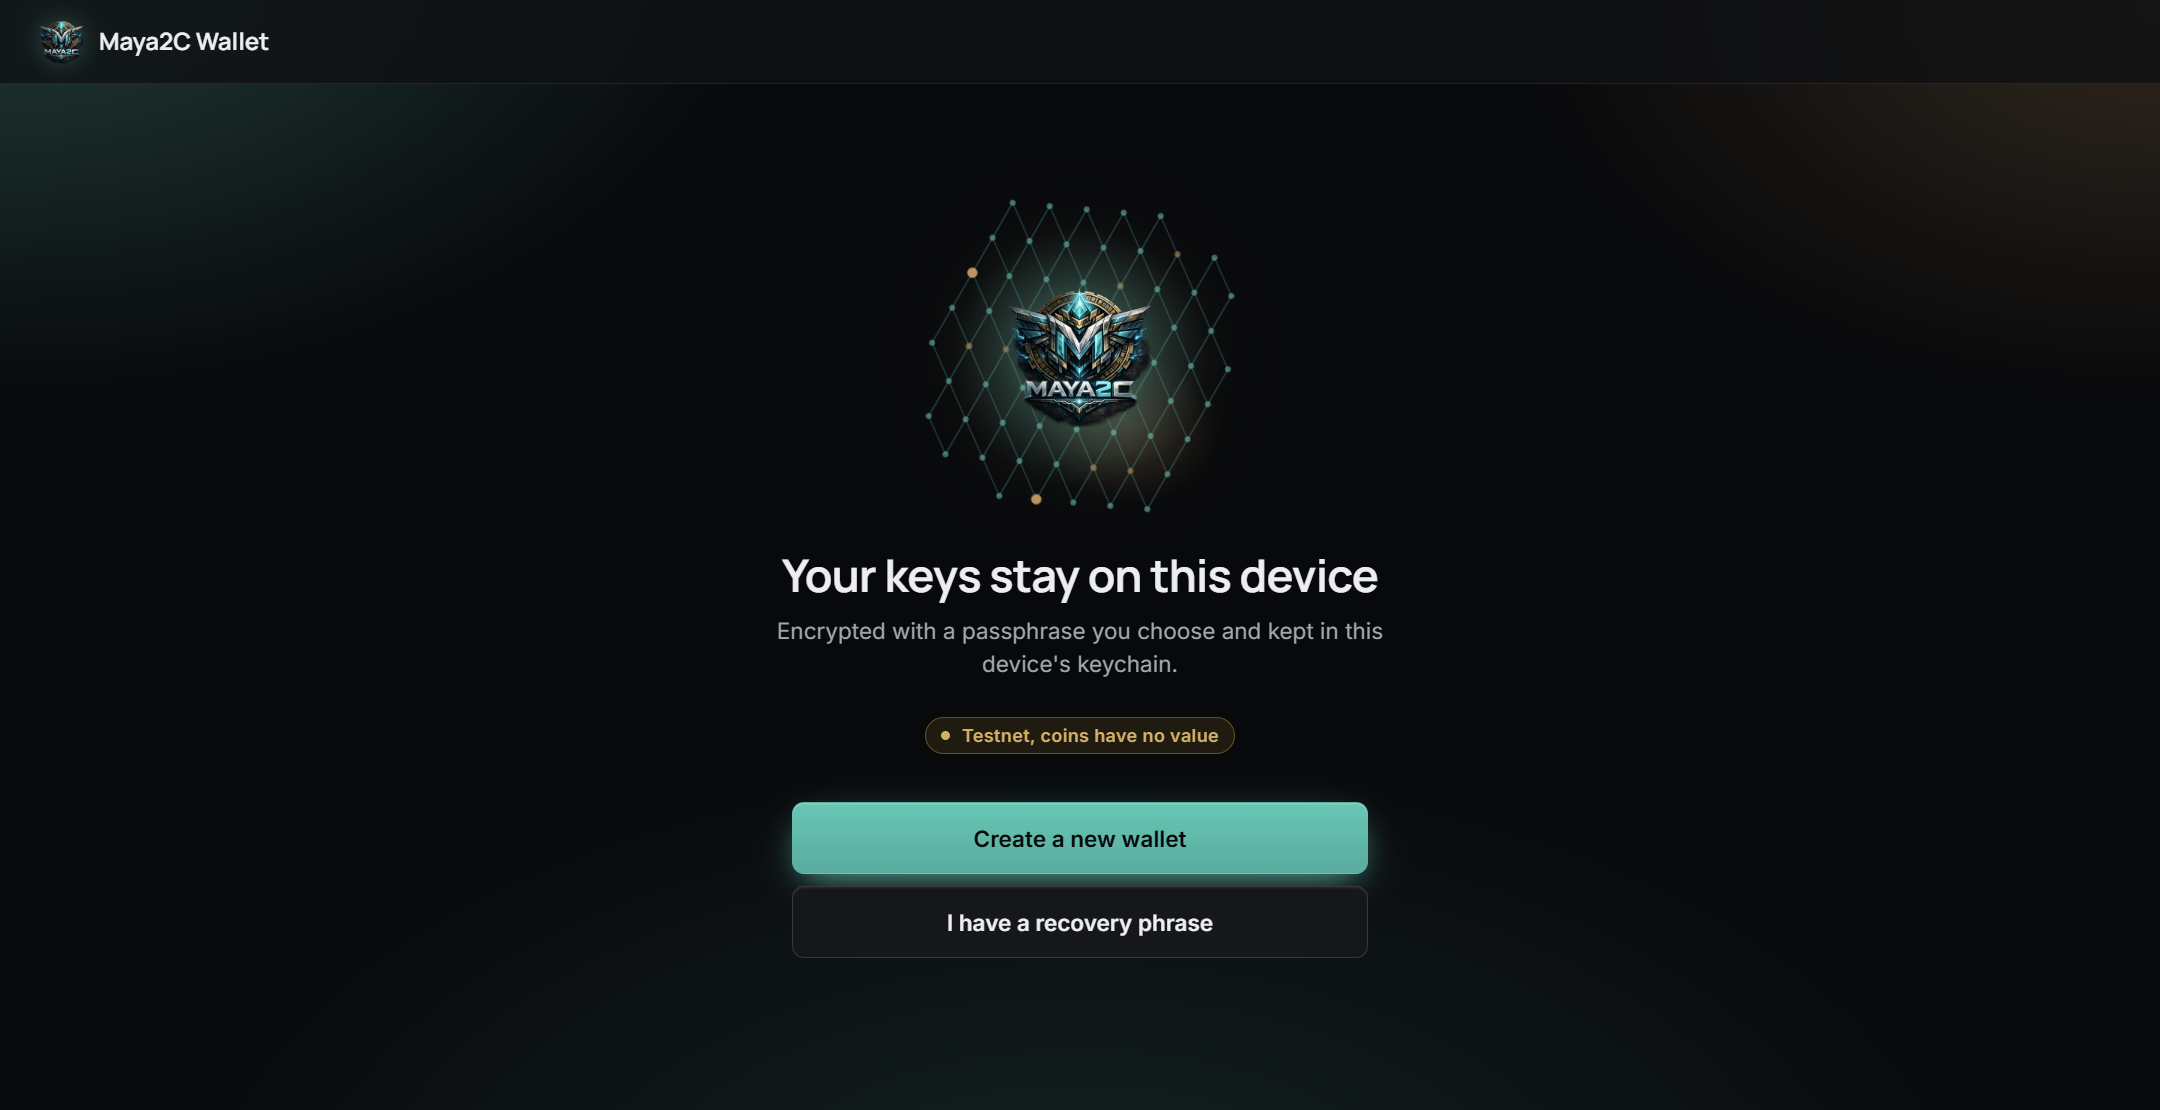 MAYA2C
Maya2C Wallet
MAYA2C
Your keys stay on this device
Encrypted with a passphrase you choose and kept in this
device's keychain.
Testnet, coins have no value
Create a new wallet
I have a recovery phrase